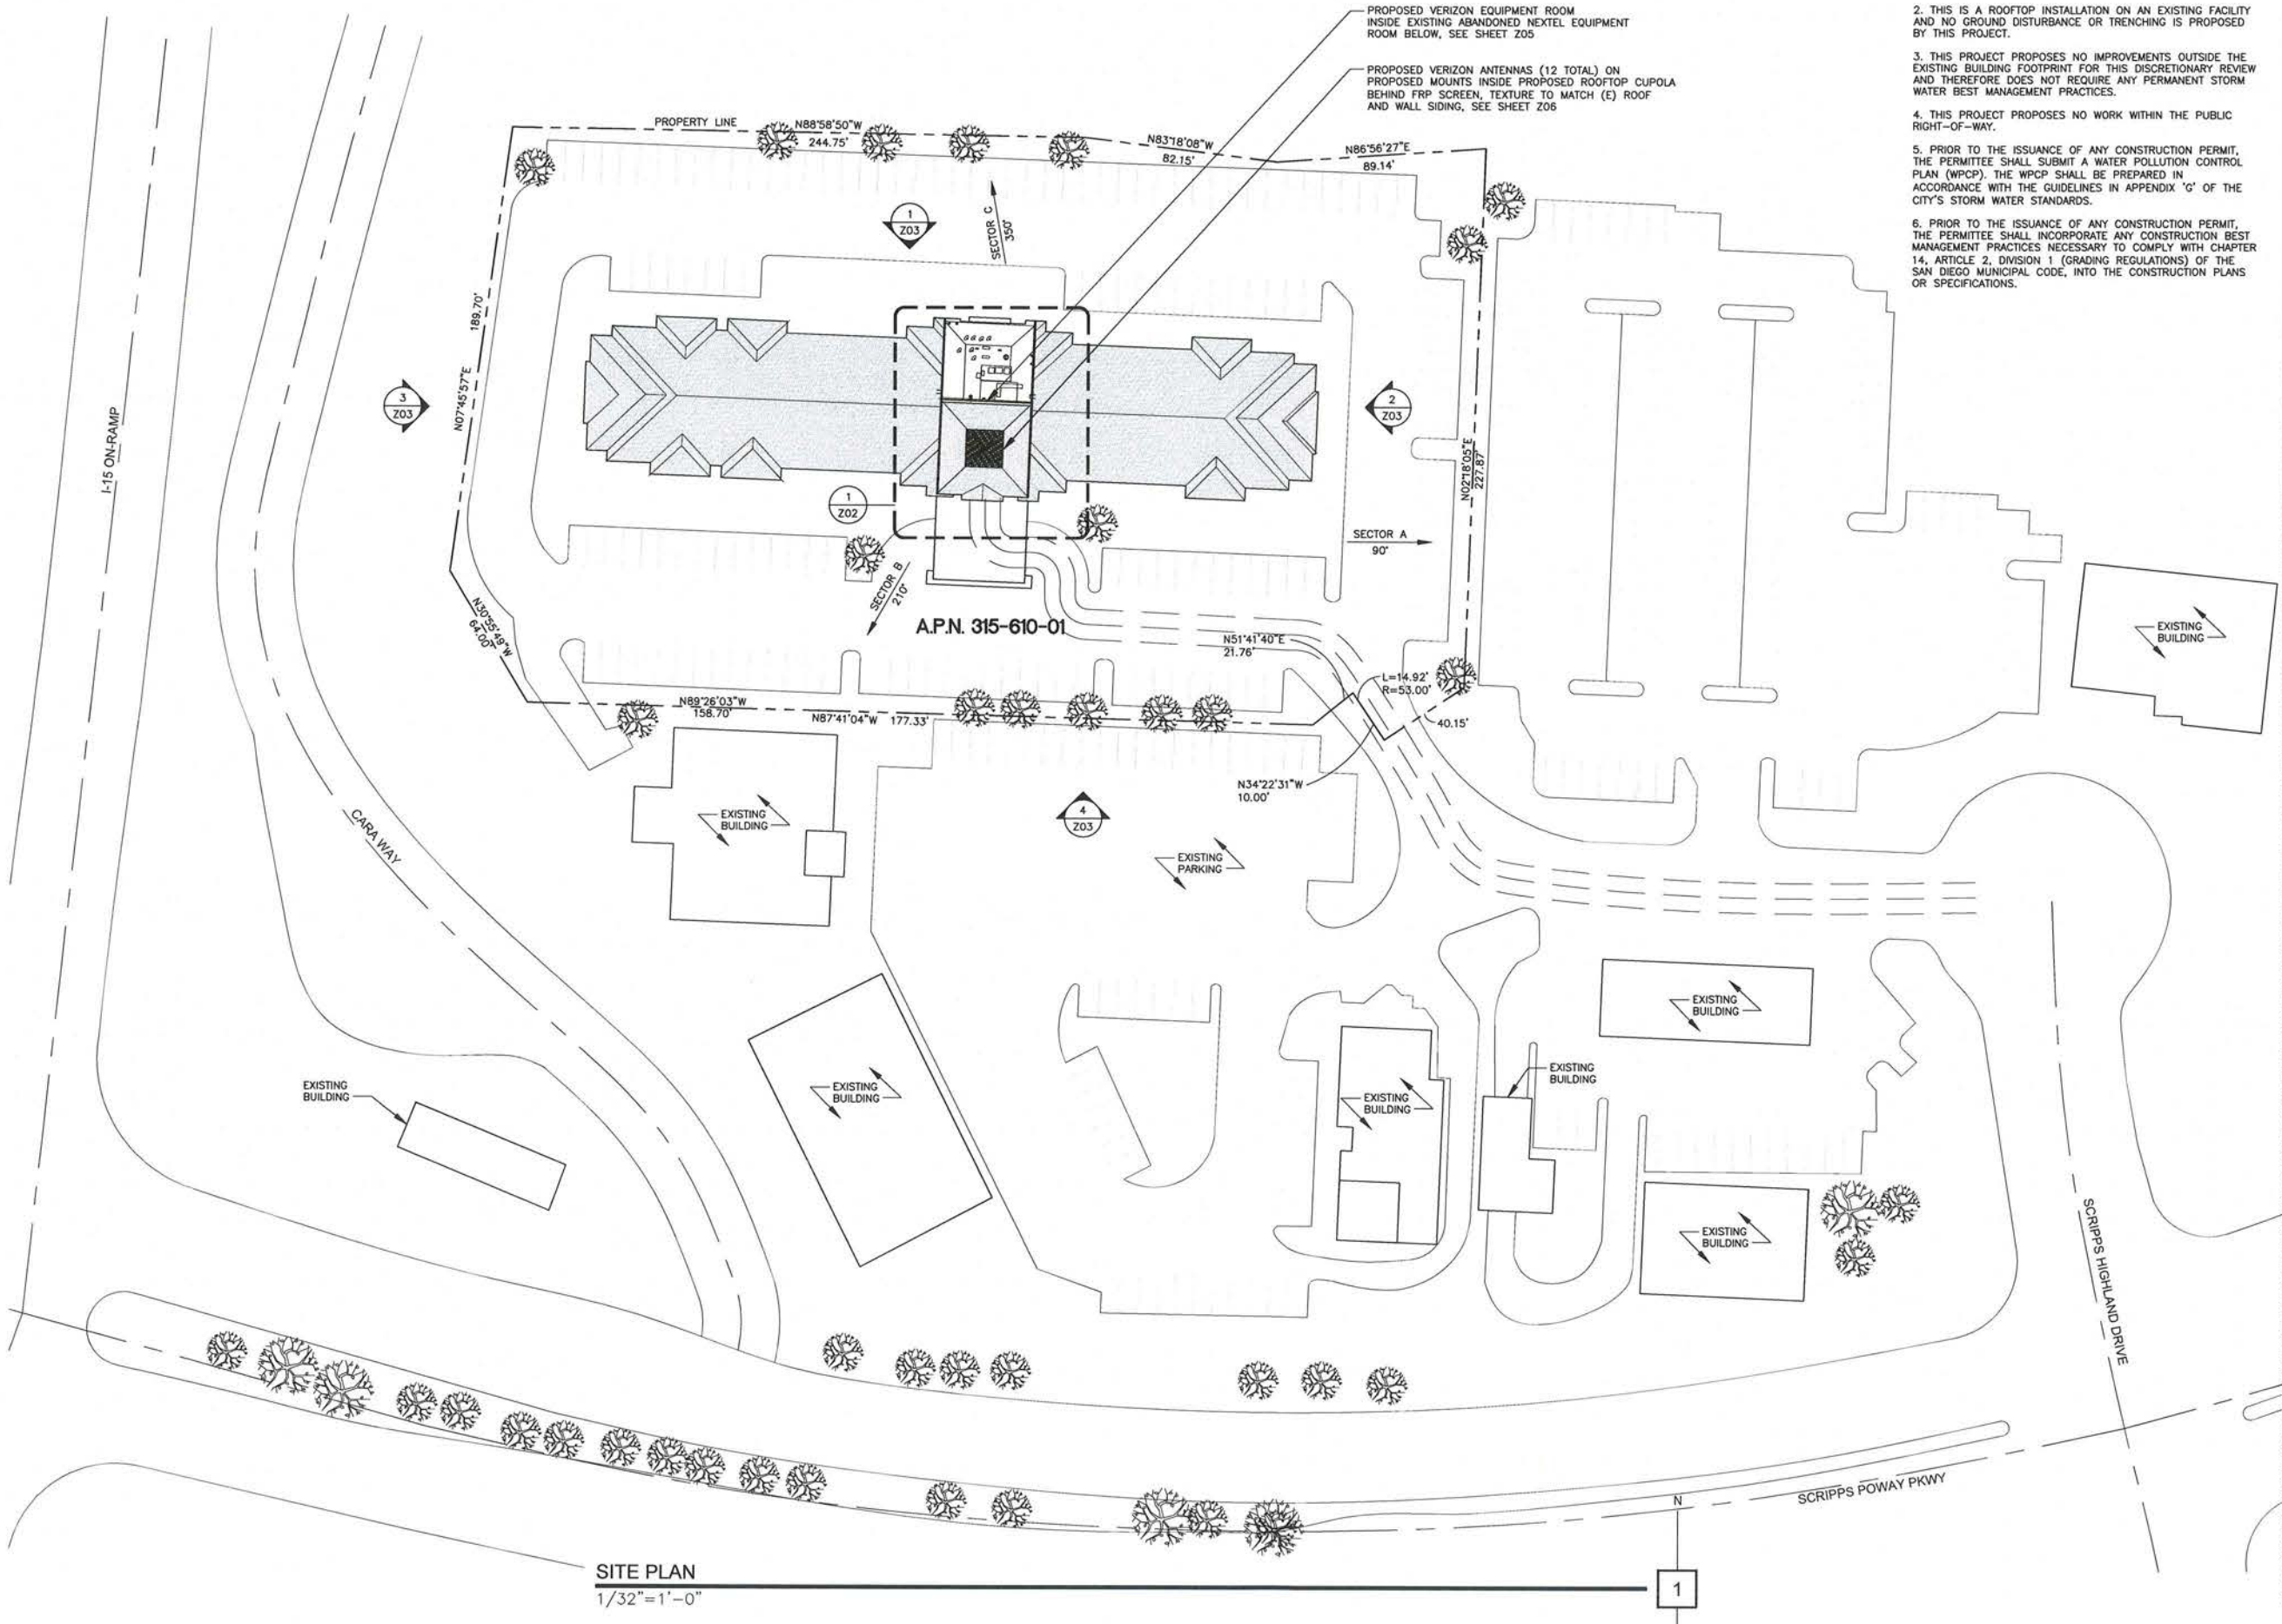 PROPOSED VERIZON EQUIPMENT ROOM
INSIDE EXISTING ABANDONED NEXTEL EQUIPMENT
ROOM BELOW, SEE SHEET Z05
PROPOSED VERIZON ANTENNAS (12 TOTAL) ON
PROPOSED MOUNTS INSIDE PROPOSED ROOFTOP CUPOLA
BEHIND FRP SCREEN, TEXTURE TO MATCH (E) ROOF
AND WALL SIDING, SEE SHEET Z06
2. THIS IS A ROOFTOP INSTALLATION ON AN EXISTING FACILITY
AND NO GROUND DISTURBANCE OR TRENCHING IS PROPOSED
BY THIS PROJECT.
3. THIS PROJECT PROPOSES NO IMPROVEMENTS OUTSIDE THE
EXISTING BUILDING FOOTPRINT FOR THIS DISCRETIONARY REVIEW
AND THEREFORE DOES NOT REQUIRE ANY PERMANENT STORM
WATER BEST MANAGEMENT PRACTICES.
4. THIS PROJECT PROPOSES NO WORK WITHIN THE PUBLIC
RIGHT-OF-WAY.
5. PRIOR TO THE ISSUANCE OF ANY CONSTRUCTION PERMIT,
THE PERMITTEE SHALL SUBMIT A WATER POLLUTION CONTROL
PLAN (WPCP). THE WPCP SHALL BE PREPARED IN
ACCORDANCE WITH THE GUIDELINES IN APPENDIX 'G' OF THE
CITY'S STORM WATER STANDARDS.
6. PRIOR TO THE ISSUANCE OF ANY CONSTRUCTION PERMIT,
THE PERMITTEE SHALL INCORPORATE ANY CONSTRUCTION BEST
MANAGEMENT PRACTICES NECESSARY TO COMPLY WITH CHAPTER
14, ARTICLE 2, DIVISION 1 (GRADING REGULATIONS) OF THE
SAN DIEGO MUNICIPAL CODE, INTO THE CONSTRUCTION PLANS
OR SPECIFICATIONS.
PROPERTY LINE
N88°58'50"W
244.75'
N83°18'08"W
82.15'
N86°56'27"E
89.14'
1
Z03
SECTOR C
350°
189.70'
N07°45'57"E
3
Z03
2
Z03
I-15 ON-RAMP
N02°18'05"E
227.87'
1
Z02
SECTOR A
90°
SECTOR B
210°
N30°55'49"W
64.00'
A.P.N. 315-610-01
N51°41'40"E
21.76'
L=14.92'
R=53.00'
40.15'
N89°26'03"W
158.70'
N87°41'04"W 177.33'
N34°22'31"W
10.00'
EXISTING
BUILDING
EXISTING
BUILDING
4
Z03
EXISTING
PARKING
CARA WAY
EXISTING
BUILDING
EXISTING
BUILDING
EXISTING
BUILDING
EXISTING
BUILDING
EXISTING
BUILDING
EXISTING
BUILDING
SCRIPPS HIGHLAND DRIVE
SCRIPPS POWAY PKWY
N
SITE PLAN
1/32"=1'-0"
1